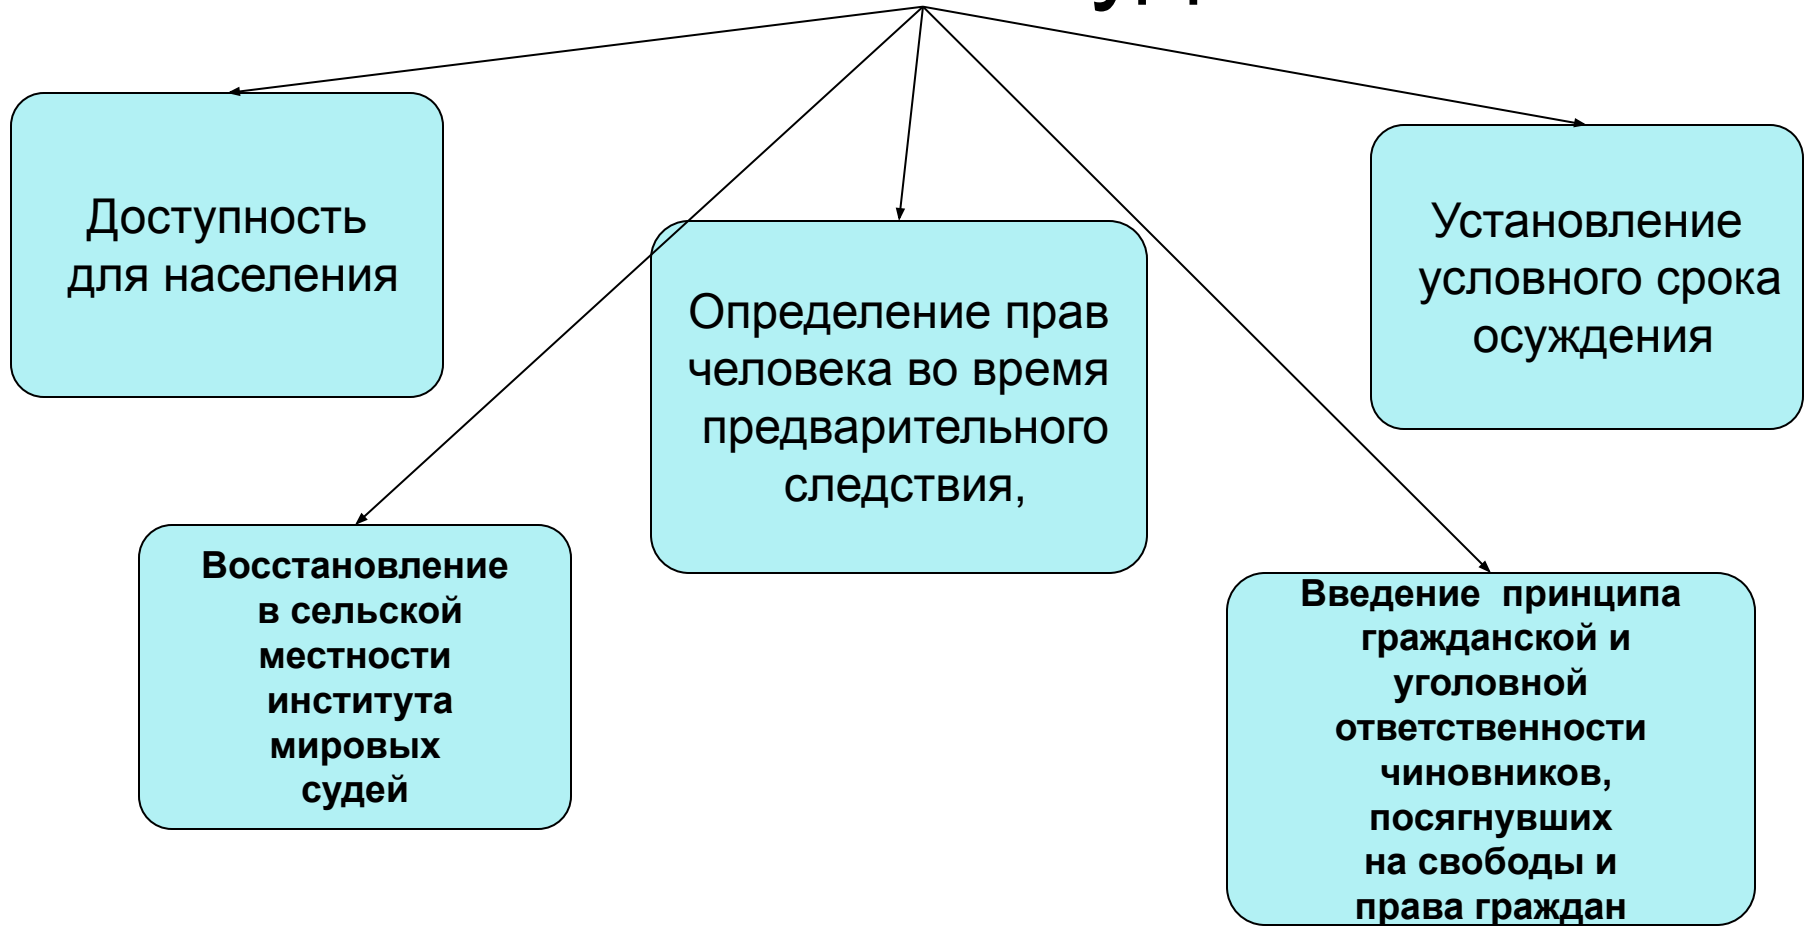 Доступность
для населения
Определение прав
человека во время
предварительного
следствия,
Установление
условного срока
осуждения
Восстановление
в сельской
местности
института
мировых
судей
Введение принципа
гражданской и
уголовной
ответственности
чиновников,
посягнувших
на свободы и
права граждан